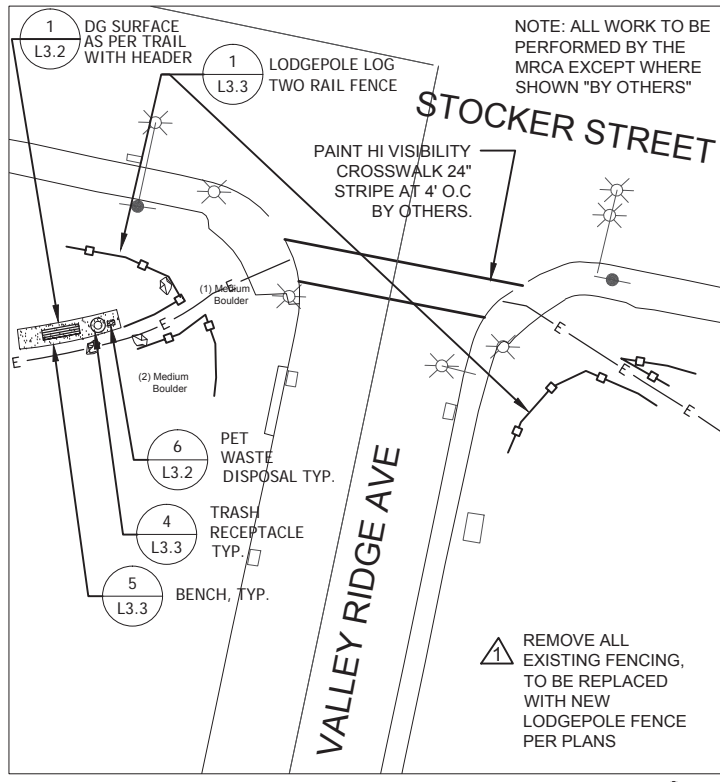 1
L3.2
DG SURFACE
AS PER TRAIL
WITH HEADER
1
L3.3
LODGEPOLE LOG
TWO RAIL FENCE
NOTE: ALL WORK TO BE
PERFORMED BY THE
MRCA EXCEPT WHERE
SHOWN "BY OTHERS"
STOCKER STREET
PAINT HI VISIBILITY
CROSSWALK 24"
STRIPE AT 4' O.C
BY OTHERS.
(1) Medium
Boulder
E
E
E
E
E
E
(2) Medium
Boulder
6
L3.2
PET
WASTE
DISPOSAL TYP.
4
L3.3
TRASH
RECEPTACLE
TYP.
5
L3.3
BENCH, TYP.
VALLEY RIDGE AVE
1
REMOVE ALL
EXISTING FENCING,
TO BE REPLACED
WITH NEW
LODGEPOLE FENCE
PER PLANS